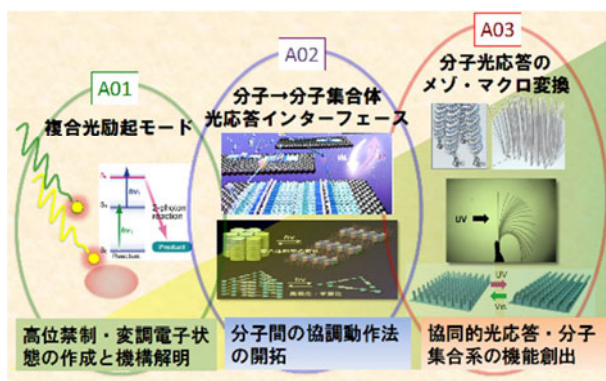 A01
複合光励起モード
2-photon
reaction
hν₁
Product
S₀
Reactant
高位禁制・変調電子状
態の作成と機構解明
A02
分子→分子集合体
光応答インターフェース
hν
hν
分子間の協調動作法
の開拓
A03
分子光応答の
メゾ・マクロ変換
UV
UV
Vis.
協同的光応答・分子
集合系の機能創出